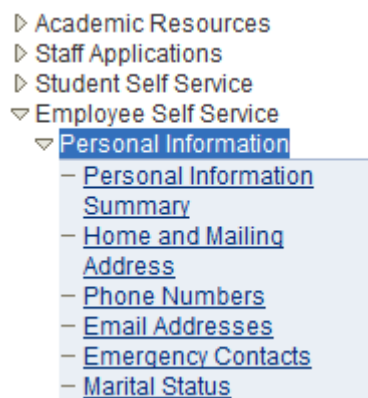 Academic Resources
Staff Applications
Student Self Service
Employee Self Service
Personal Information
Personal Information
Summary
Home and Mailing
Address
Phone Numbers
Email Addresses
Emergency Contacts
Marital Status